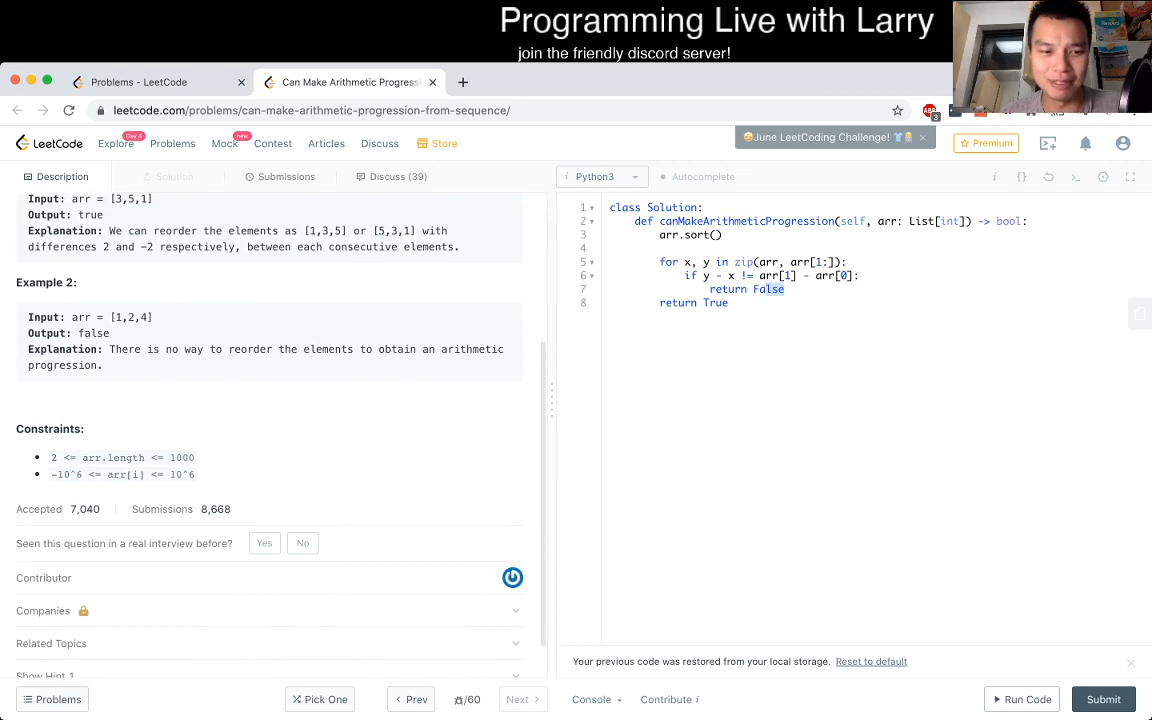 Programming Live with Larry
join the friendly discord server!
Problems - LeetCode
Can Make Arithmetic Progress
leetcode.com/problems/can-make-arithmetic-progression-from-sequence/
ABP
3
LeetCode
Explore
Day 4
Problems
Mock
new
Contest
Articles
Discuss
Store
June LeetCoding Challenge!
Premium
Description
Solution
Submissions
Discuss (39)
Python3
Autocomplete
Input: arr = [3,5,1]
Output: true
Explanation: We can reorder the elements as [1,3,5] or [5,3,1] with
differences 2 and -2 respectively, between each consecutive elements.
Example 2:
Input: arr = [1,2,4]
Output: false
Explanation: There is no way to reorder the elements to obtain an arithmetic
progression.
Constraints:
2 <= arr.length <= 1000
-10^6 <= arr[i] <= 10^6
Accepted 7,040 Submissions 8,668
Seen this question in a real interview before? Yes No
Contributor
Companies
Related Topics
Show Hint 1
1 class Solution:
2 def canMakeArithmeticProgression(self, arr: List[int]) -> bool:
3 arr.sort()
4
5 for x, y in zip(arr, arr[1:]):
6 if y - x != arr[1] - arr[0]:
7 return False
8 return True
Your previous code was restored from your local storage. Reset to default
Problems
Pick One
Prev
/60
Next
Console
Contribute i
Run Code
Submit